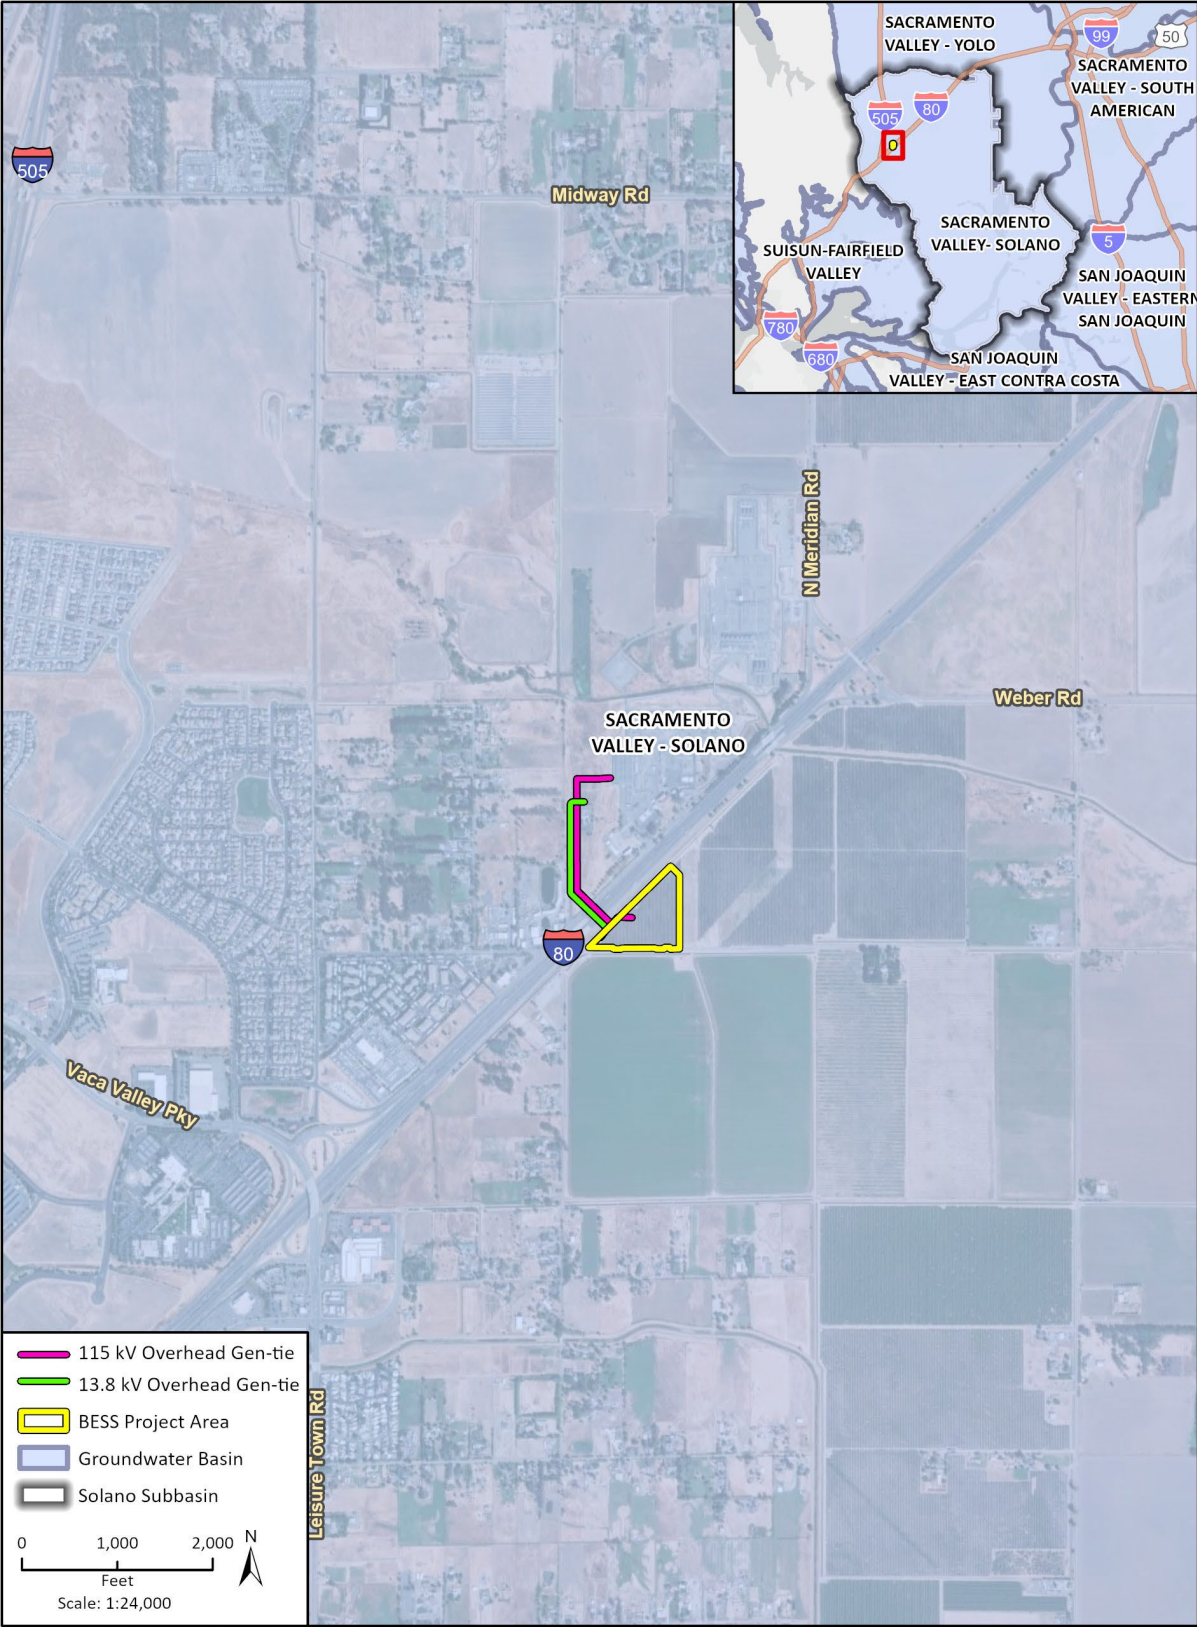 SACRAMENTO
VALLEY - YOLO
99
50
SACRAMENTO
VALLEY - SOUTH
AMERICAN
505
80
SACRAMENTO
VALLEY- SOLANO
SUISUN-FAIRFIELD
VALLEY
5
SAN JOAQUIN
VALLEY - EASTERN
SAN JOAQUIN
780
680
SAN JOAQUIN
VALLEY - EAST CONTRA COSTA
505
Midway Rd
N Meridian Rd
Weber Rd
SACRAMENTO
VALLEY - SOLANO
80
Vaca Valley Pky
Leisure Town Rd
115 kV Overhead Gen-tie
13.8 kV Overhead Gen-tie
BESS Project Area
Groundwater Basin
Solano Subbasin
0 1,000 2,000 N
Feet
Scale: 1:24,000